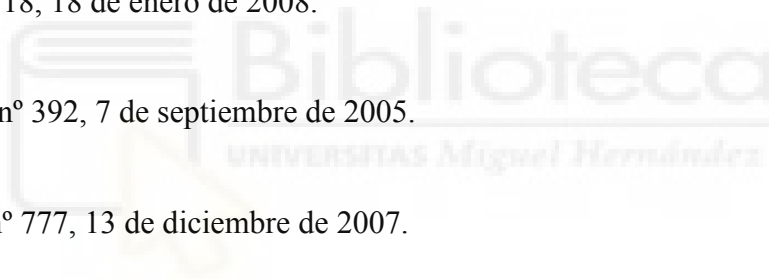 18, 18 de enero de 2008.
Biblioteca
nº 392, 7 de septiembre de 2005.
UNIVERSITAS Miguel Hernández
nº 777, 13 de diciembre de 2007.